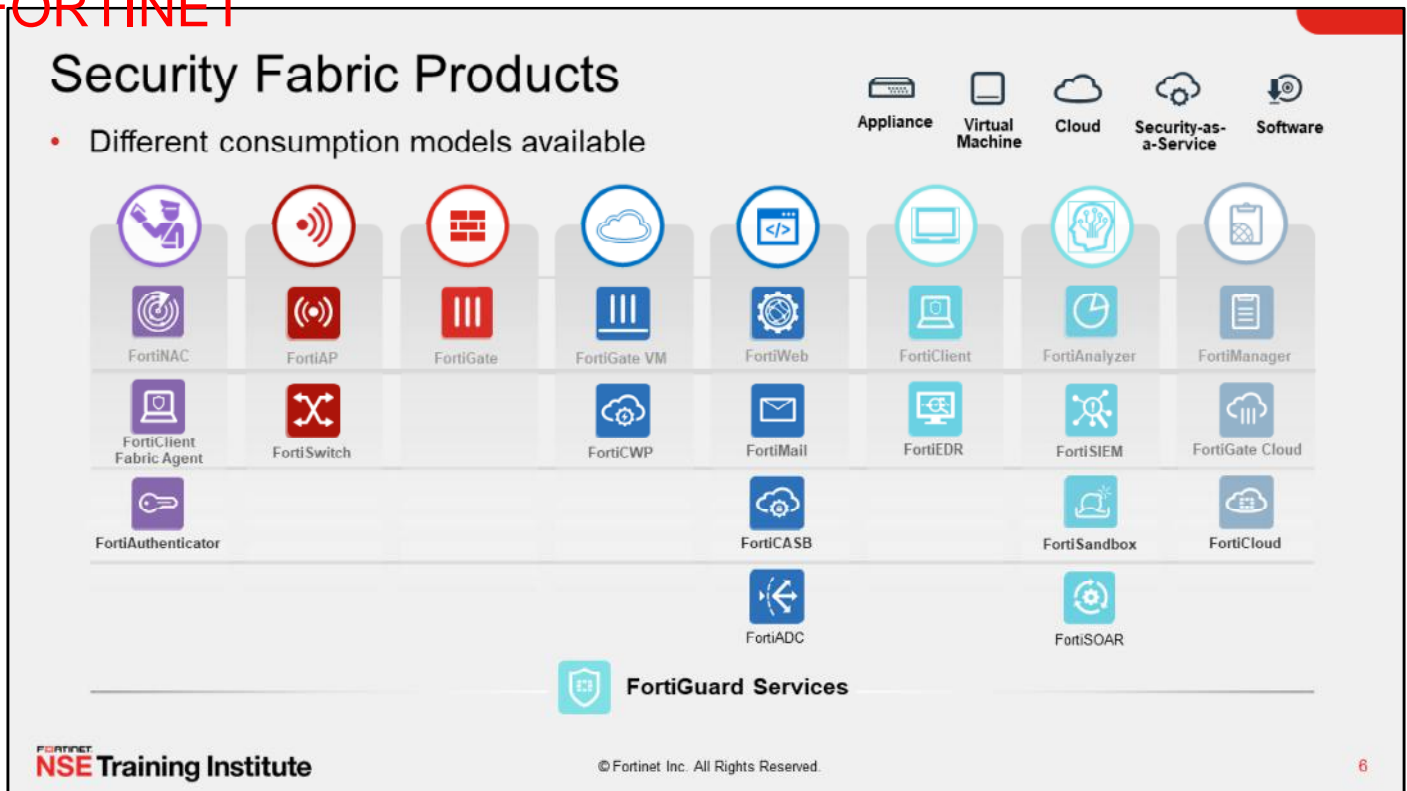 FORTINET
Security Fabric Products
• Different consumption models available
Appliance
Virtual
Machine
Cloud
Security-as-
a-Service
Software
FortiNAC
FortiAP
FortiGate
FortiGate VM
FortiWeb
FortiClient
FortiAnalyzer
FortiManager
FortiClient
Fabric Agent
FortiSwitch
FortiCWP
FortiMail
FortiEDR
FortiSIEM
FortiGate Cloud
FortiAuthenticator
FortiCASB
FortiSandbox
FortiCloud
FortiADC
FortiSOAR
FortiGuard Services
FORTINET
NSE Training Institute
© Fortinet Inc. All Rights Reserved.
6